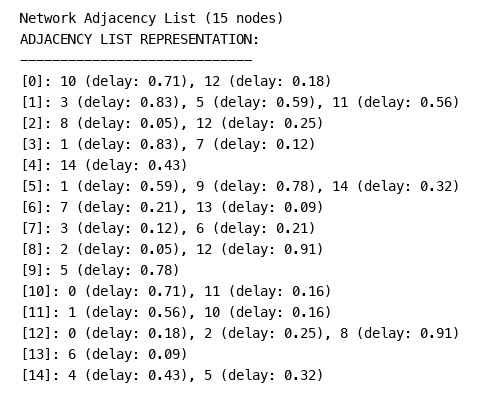 Network Adjacency List (15 nodes)
ADJACENCY LIST REPRESENTATION:
------------------------------
[0]: 10 (delay: 0.71), 12 (delay: 0.18)
[1]: 3 (delay: 0.83), 5 (delay: 0.59), 11 (delay: 0.56)
[2]: 8 (delay: 0.05), 12 (delay: 0.25)
[3]: 1 (delay: 0.83), 7 (delay: 0.12)
[4]: 14 (delay: 0.43)
[5]: 1 (delay: 0.59), 9 (delay: 0.78), 14 (delay: 0.32)
[6]: 7 (delay: 0.21), 13 (delay: 0.09)
[7]: 3 (delay: 0.12), 6 (delay: 0.21)
[8]: 2 (delay: 0.05), 12 (delay: 0.91)
[9]: 5 (delay: 0.78)
[10]: 0 (delay: 0.71), 11 (delay: 0.16)
[11]: 1 (delay: 0.56), 10 (delay: 0.16)
[12]: 0 (delay: 0.18), 2 (delay: 0.25), 8 (delay: 0.91)
[13]: 6 (delay: 0.09)
[14]: 4 (delay: 0.43), 5 (delay: 0.32)